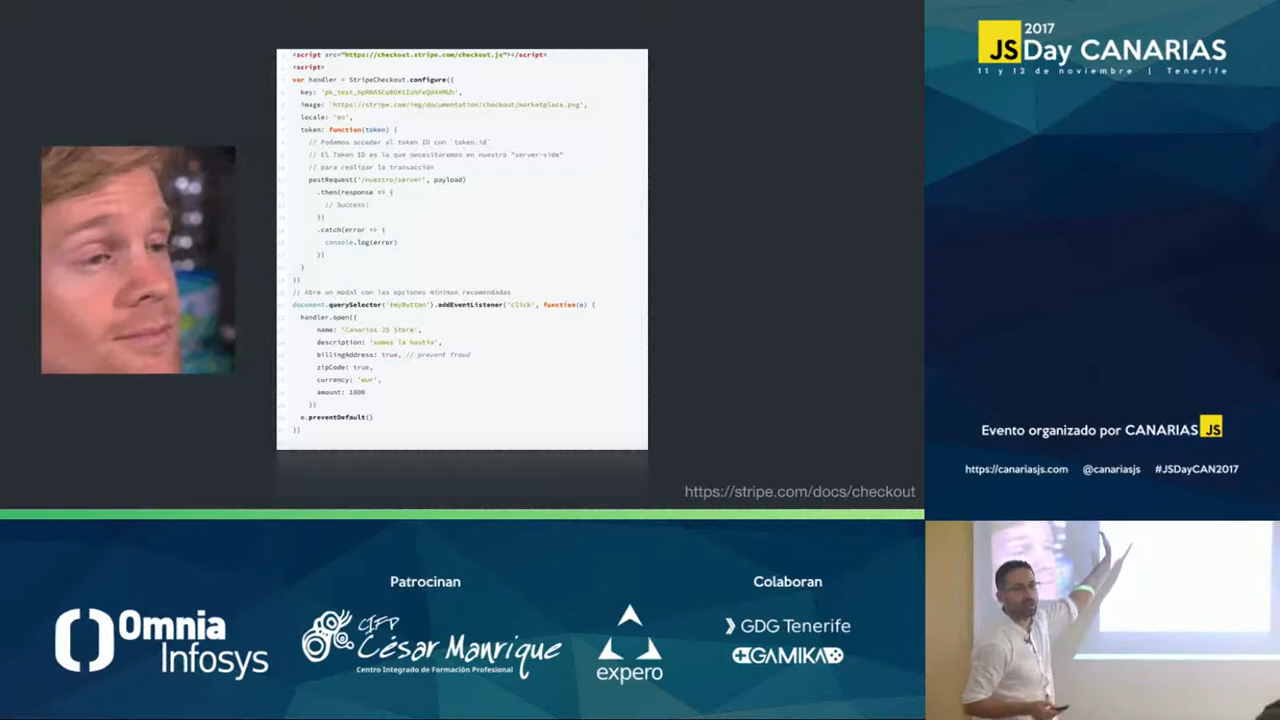 <script src="https://checkout.stripe.com/checkout.js"></script>
<script>
var handler = StripeCheckout.configure({
key:
image: 'https://stripe.com/img/documentation/checkout/marketplace.png',
locale: 'es',
token: function(token) {
// Podemos acceder al token ID con `token.id`
// El Token ID es lo que necesitaremos en nuestro "server-side"
// para realizar la transacción
postRequest('/nuestro/server', payload)
.then(response => {
// Success!
})
.catch(error => {
console.log(error)
})
}
})
// Abre un modal con las opciones mínimas recomendadas
document.querySelector('#myButton').addEventListener('click', function(e) {
handler.open({
name: 'Canarias JS Store',
description: 'somos la hostia',
billingAddress: true, // prevent fraud
zipCode: true,
currency: 'eur',
amount: 1000
})
e.preventDefault()
})
https://stripe.com/docs/checkout
2017
JSDay CANARIAS
11 y 12 de noviembre | Tenerife
Evento organizado por CANARIAS JS
https://canariasjs.com @canariasjs #JSDayCAN2017
Patrocinan
Omnia
Infosys
CIFP
César Manrique
Centro Integrado de Formación Profesional
expero
Colaboran
GDG Tenerife
GAMIKA